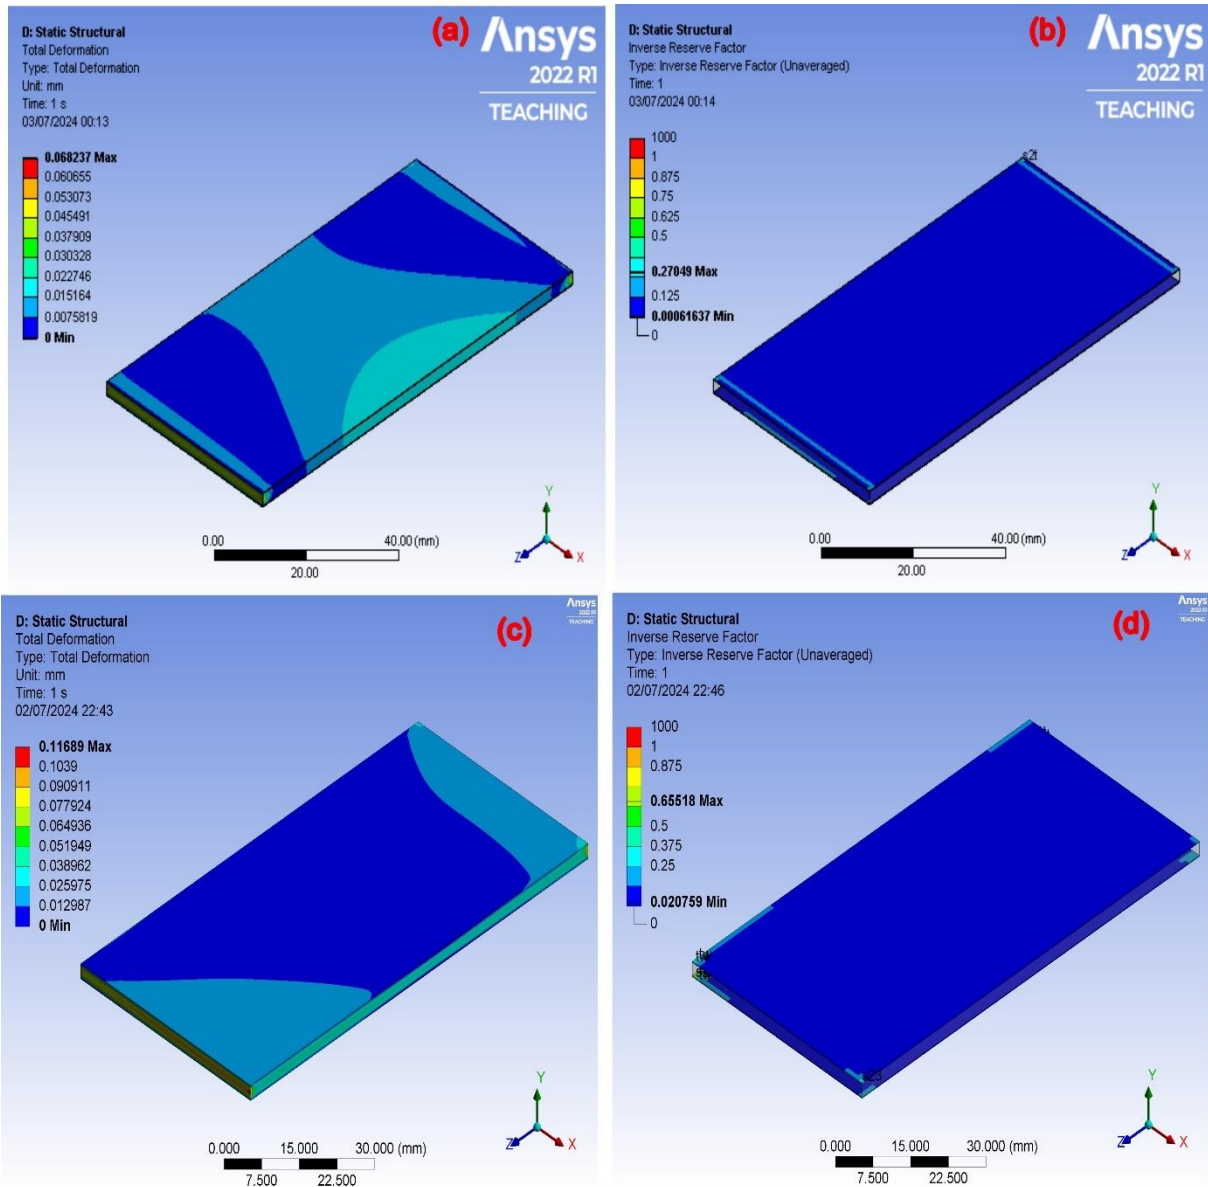 D: Static Structural
Total Deformation
Type: Total Deformation
Unit: mm
Time: 1 s
03/07/2024 00:13
(a)
Ansys
2022 R1
TEACHING
0.068237 Max
0.060655
0.053073
0.045491
0.037909
0.030328
0.022746
0.015164
0.0075819
0 Min
0.00
40.00 (mm)
20.00
Y
Z
X
D: Static Structural
Inverse Reserve Factor
Type: Inverse Reserve Factor (Unaveraged)
Time: 1
03/07/2024 00:14
(b)
Ansys
2022 R1
TEACHING
1000
1
0.875
0.75
0.625
0.5
0.27049 Max
0.125
0.00061637 Min
0
s2t
0.00
40.00 (mm)
20.00
Y
Z
X
D: Static Structural
Total Deformation
Type: Total Deformation
Unit: mm
Time: 1 s
02/07/2024 22:43
(c)
Ansys
2022 R1
TEACHING
0.11689 Max
0.1039
0.090911
0.077924
0.064936
0.051949
0.038962
0.025975
0.012987
0 Min
0.000
15.000
30.000 (mm)
7.500
22.500
Y
Z
X
D: Static Structural
Inverse Reserve Factor
Type: Inverse Reserve Factor (Unaveraged)
Time: 1
02/07/2024 22:46
(d)
Ansys
2022 R1
TEACHING
1000
1
0.875
0.65518 Max
0.5
0.375
0.25
0.020759 Min
0
0.000
15.000
30.000 (mm)
7.500
22.500
Y
Z
X